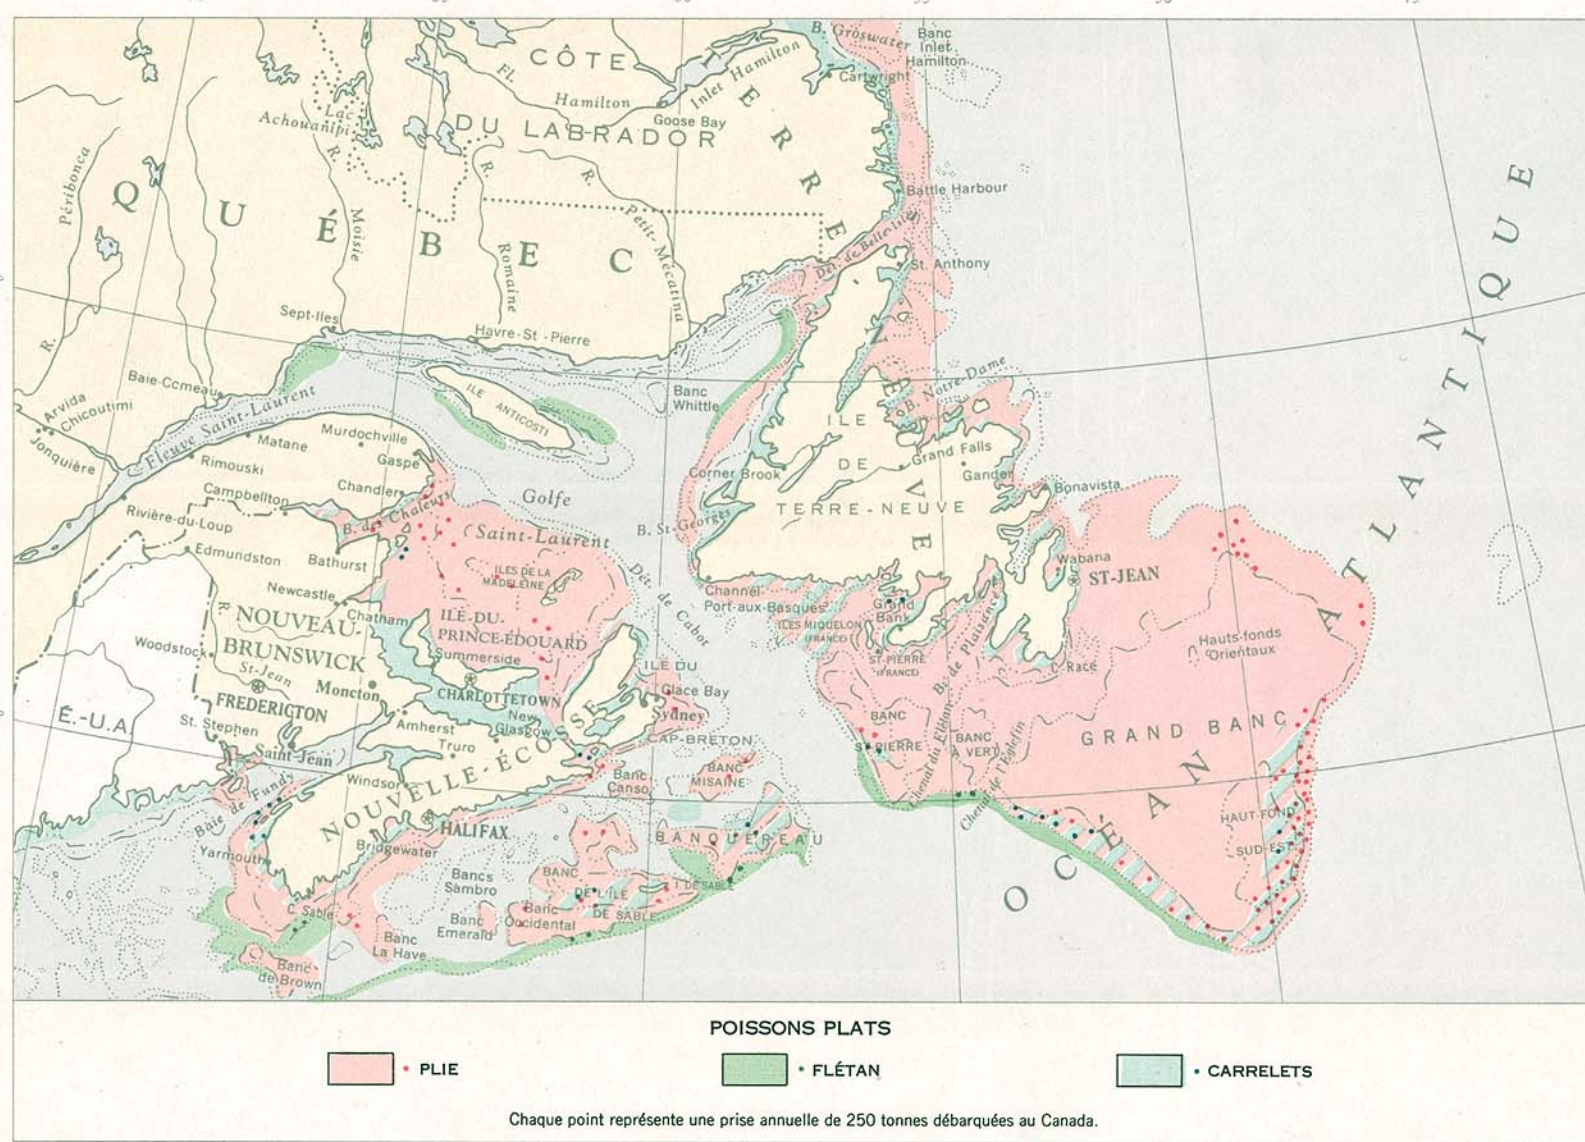 B. Groswater
Banc
Inlet
Hamilton
CÔTE
Fl.
Hamilton
Inlet Hamilton
Cartwright
Goose Bay
Lac
Achouanipi
DU LABRADOR
R.
R.
R.
Péribonca
R.
Moisie
Romaine
Petit-Mécatina
QUÉBEC
TERRE-NEUVE
Battle Harbour
Dét. de Belle-Isle
St. Anthony
Sept-Iles
Havre-St-Pierre
Baie-Comeau
Arvida
Chicoutimi
Jonquière
Fleuve Saint-Laurent
ILE ANTICOSTI
Banc
Whittle
B. Notre-Dame
Matane
Murdochville
Rimouski
Gaspe
Campbellton
Chandler
Rivière-du-Loup
B. des Chaleurs
Golfe
Saint-Laurent
ILE
DE
TERRE-NEUVE
Grand Falls
Gander
Corner Brook
B. St-Georges
Bonavista
Edmundston
Bathurst
Newcastle
Chatham
ILES DE LA
MADELEINE
Dét. de Cabot
Channel-
Port-aux-Basques
Grand
Bank
ILES MIQUELON
(FRANCE)
ST-PIERRE
(FRANCE)
Wabana
ST-JEAN
B. de Plaisance
C. Race
NOUVEAU-
BRUNSWICK
R.
St-Jean
Woodstock
FREDERICTON
Moncton
ILE-DU-
PRINCE-ÉDOUARD
Summerside
CHARLOTTETOWN
New
Glasgow
ILE DU
CAP-BRETON
Glace Bay
Sydney
É.-U.A.
St. Stephen
Saint-Jean
Amherst
Truro
Windsor
Baie de Fundy
NOUVELLE-ÉCOSSE
HALIFAX
Bridgewater
Yarmouth
C. Sable
Banc
Canso
BANC
MISAINE
BANQUEREAU
BANC
DE L'ILE
DE SABLE
I. DE SABLE
Bancs
Sambro
Banc
Emerald
Banc
Occidental
Banc
La Have
Banc
de Brown
BANC
ST-PIERRE
BANC
À VERT
Chenal du Flétan
Chenal de l'Églefin
GRAND BANC
Hauts-fonds
Orientaux
HAUT-FOND
SUD-EST
OCÉAN ATLANTIQUE
POISSONS PLATS
PLIE
FLÉTAN
CARRELETS
Chaque point représente une prise annuelle de 250 tonnes débarquées au Canada.